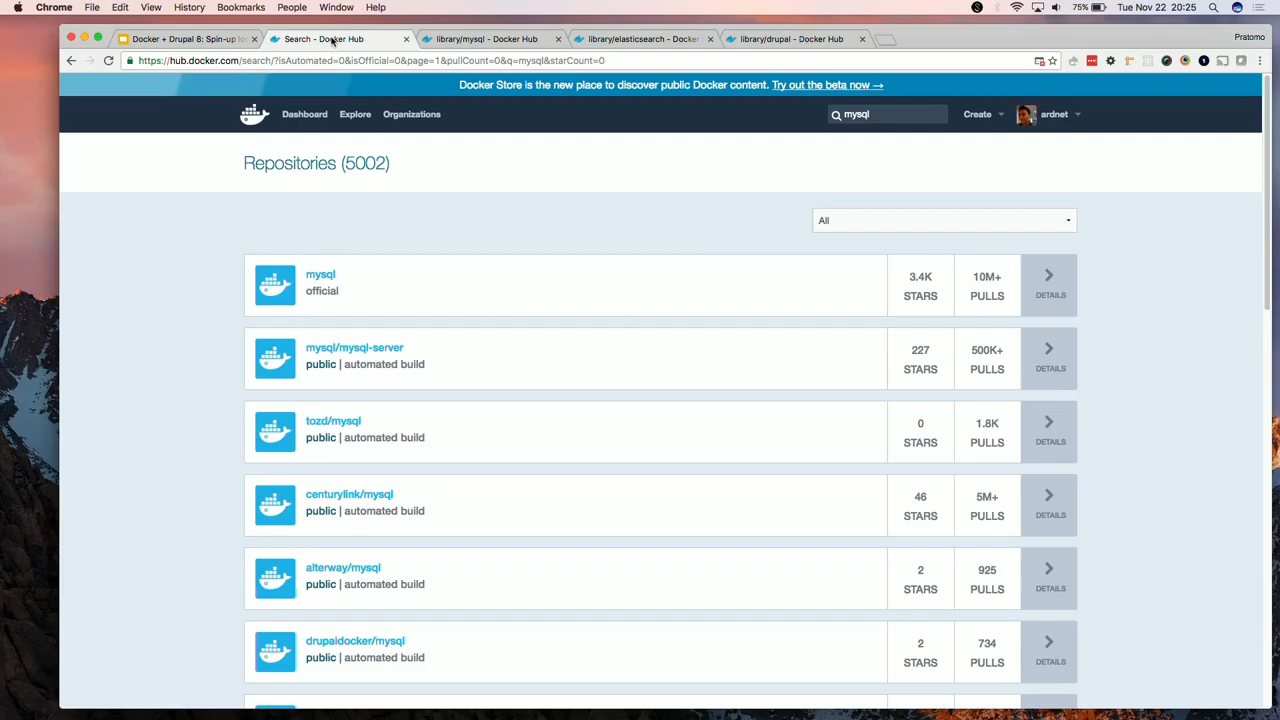 Chrome File Edit View History Bookmarks People Window Help 75% Tue Nov 22 20:25
Docker + Drupal 8: Spin-up Search - Docker Hub library/mysql - Docker Hub library/elasticsearch - Docker library/drupal - Docker Hub Pratomo
https://hub.docker.com/search/?isAutomated=0&isOfficial=0&page=1&pullCount=0&q=mysql&starCount=0
Docker Store is the new place to discover public Docker content. Try out the beta now →
Dashboard Explore Organizations mysql Create ardnet
Repositories (5002)
All
mysql
official
3.4K
STARS
10M+
PULLS
DETAILS
mysql/mysql-server
public | automated build
227
STARS
500K+
PULLS
DETAILS
tozd/mysql
public | automated build
0
STARS
1.8K
PULLS
DETAILS
centurylink/mysql
public | automated build
46
STARS
5M+
PULLS
DETAILS
alterway/mysql
public | automated build
2
STARS
925
PULLS
DETAILS
drupaldocker/mysql
public | automated build
2
STARS
734
PULLS
DETAILS